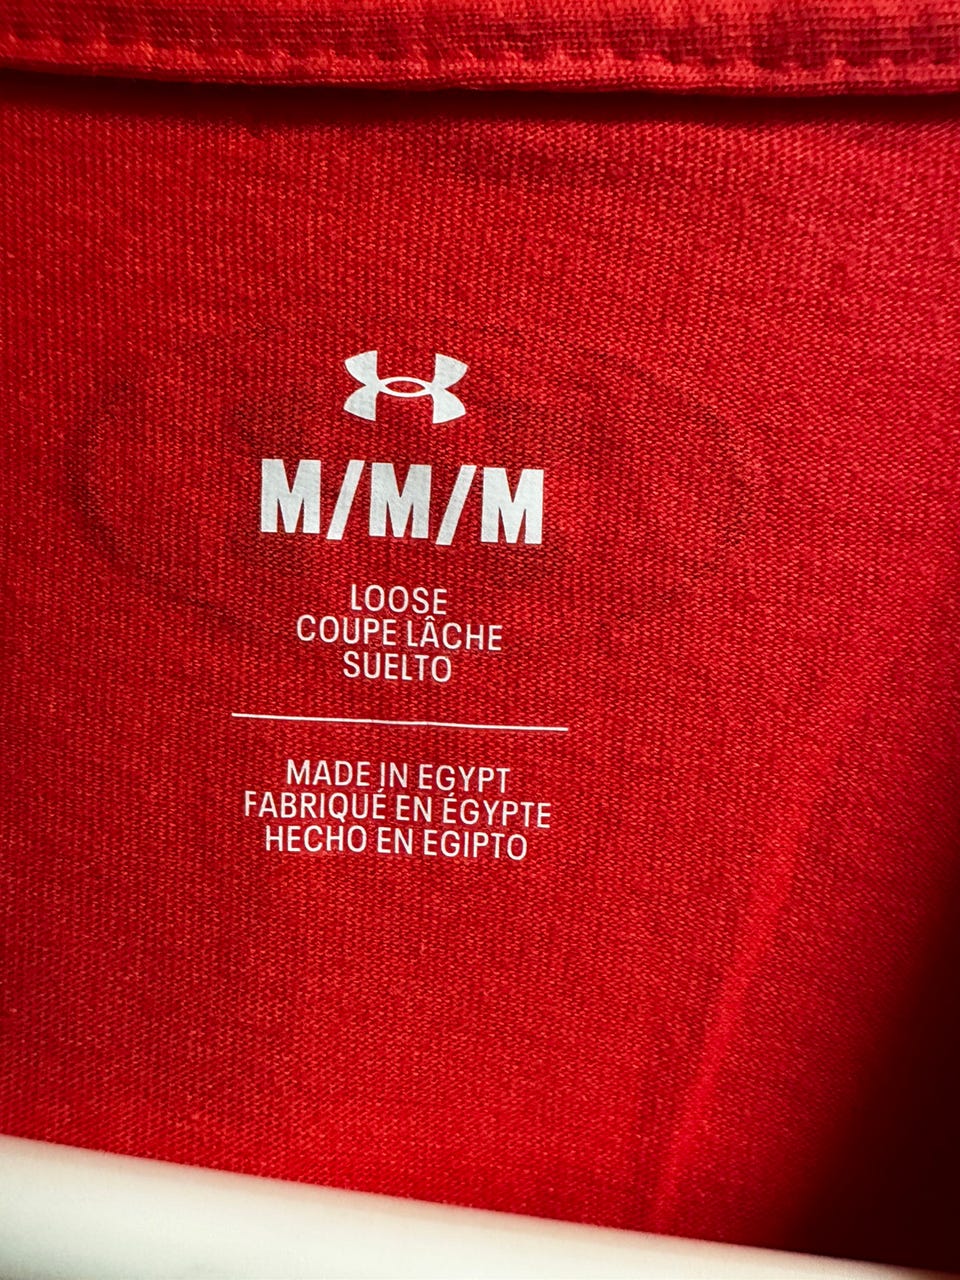 M/M/M
LOOSE
COUPE LÂCHE
SUELTO
MADE IN EGYPT
FABRIQUÉ EN ÉGYPTE
HECHO EN EGIPTO